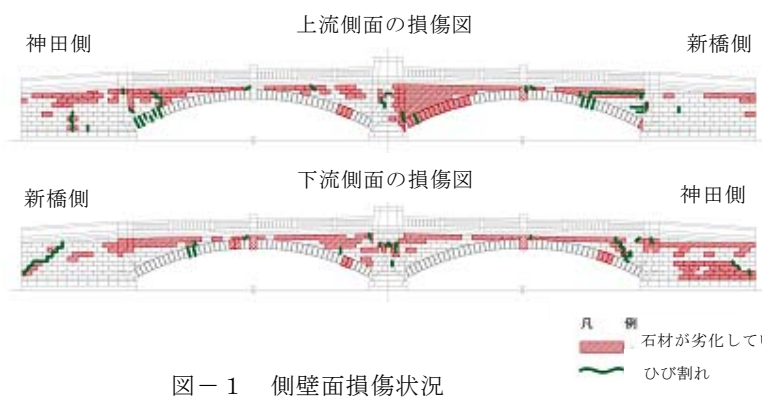 上流側面の損傷図
神田側
新橋側
下流側面の損傷図
新橋側
神田側
凡 例
石材が劣化してい
ひび割れ
図－1 側壁面損傷状況